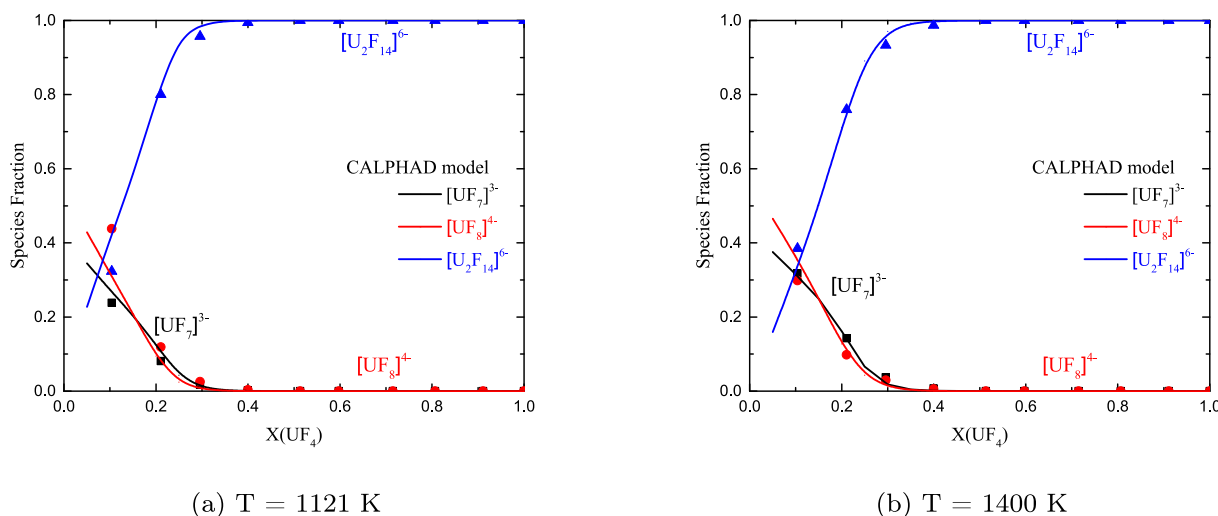 1.0
0.8
0.6
0.4
0.2
0.0
Species Fraction
0.0 0.2 0.4 0.6 0.8 1.0
X(UF₄)
[U₂F₁₄]⁶⁻
CALPHAD model
[UF₇]³⁻
[UF₈]⁴⁻
[U₂F₁₄]⁶⁻
[UF₇]³⁻
[UF₈]⁴⁻
(a) T = 1121 K
1.0
0.8
0.6
0.4
0.2
0.0
Species Fraction
0.0 0.2 0.4 0.6 0.8 1.0
X(UF₄)
[U₂F₁₄]⁶⁻
CALPHAD model
[UF₇]³⁻
[UF₈]⁴⁻
[U₂F₁₄]⁶⁻
[UF₇]³⁻
[UF₈]⁴⁻
(b) T = 1400 K